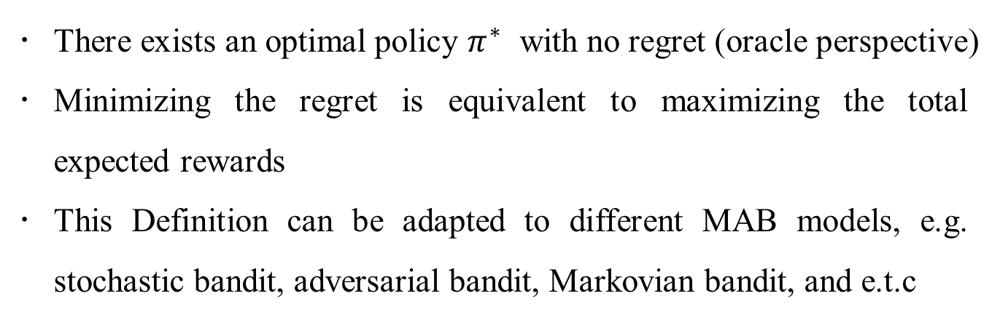 · There exists an optimal policy π* with no regret (oracle perspective)
· Minimizing the regret is equivalent to maximizing the total
expected rewards
· This Definition can be adapted to different MAB models, e.g.
stochastic bandit, adversarial bandit, Markovian bandit, and e.t.c